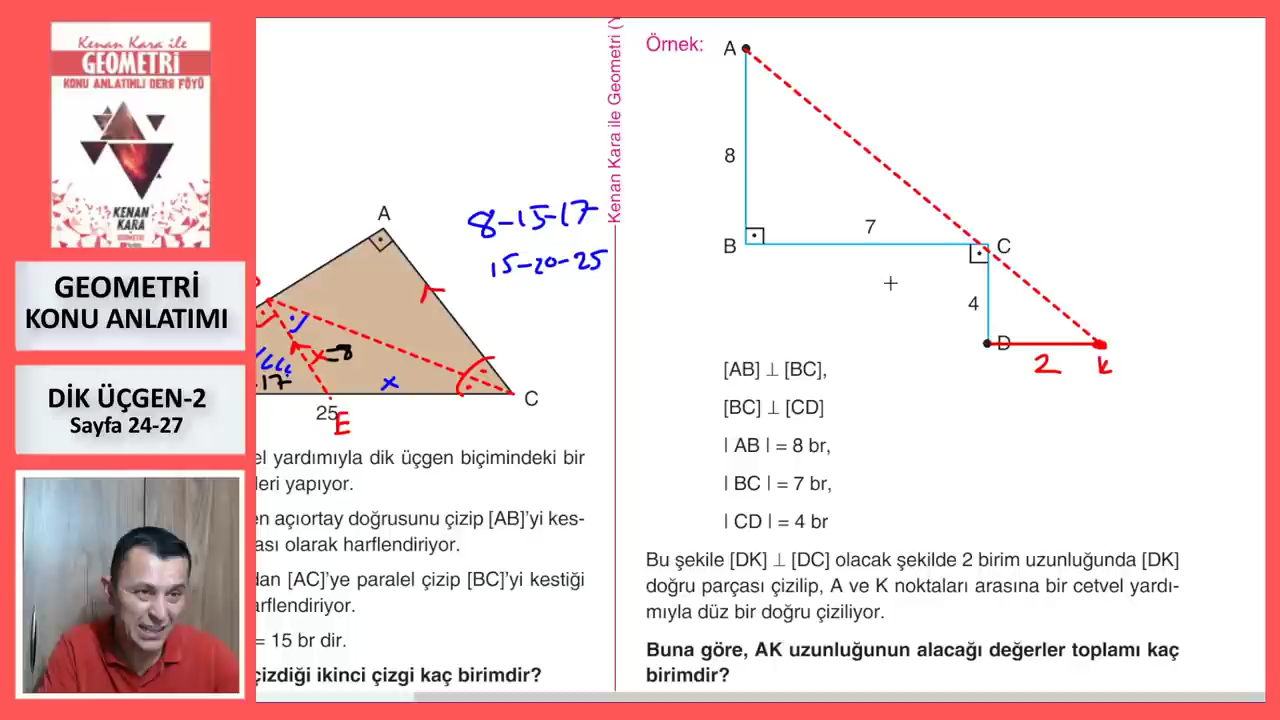 Kenan Kara ile
GEOMETRİ
KONU ANLATIMLI DERS FÖYÜ
KENAN
KARA
GEOMETRİ
KONU ANLATIMI
DİK ÜÇGEN-2
Sayfa 24-27
A
8-15-17
15-20-25
x=8
17
x
C
25
E
el yardımıyla dik üçgen biçimindeki bir
leri yapıyor.
en açıortay doğrusunu çizip [AB]'yi kes-
ası olarak harflendiriyor.
dan [AC]'ye paralel çizip [BC]'yi kestiği
arflendiriyor.
= 15 br dir.
çizdiği ikinci çizgi kaç birimdir?
Kenan Kara ile Geometri (Y
Örnek:
A
8
7
B
C
4
D
2
K
[AB] ⊥ [BC],
[BC] ⊥ [CD]
| AB | = 8 br,
| BC | = 7 br,
| CD | = 4 br
Bu şekile [DK] ⊥ [DC] olacak şekilde 2 birim uzunluğunda [DK]
doğru parçası çizilip, A ve K noktaları arasına bir cetvel yardı-
mıyla düz bir doğru çiziliyor.
Buna göre, AK uzunluğunun alacağı değerler toplamı kaç
birimdir?